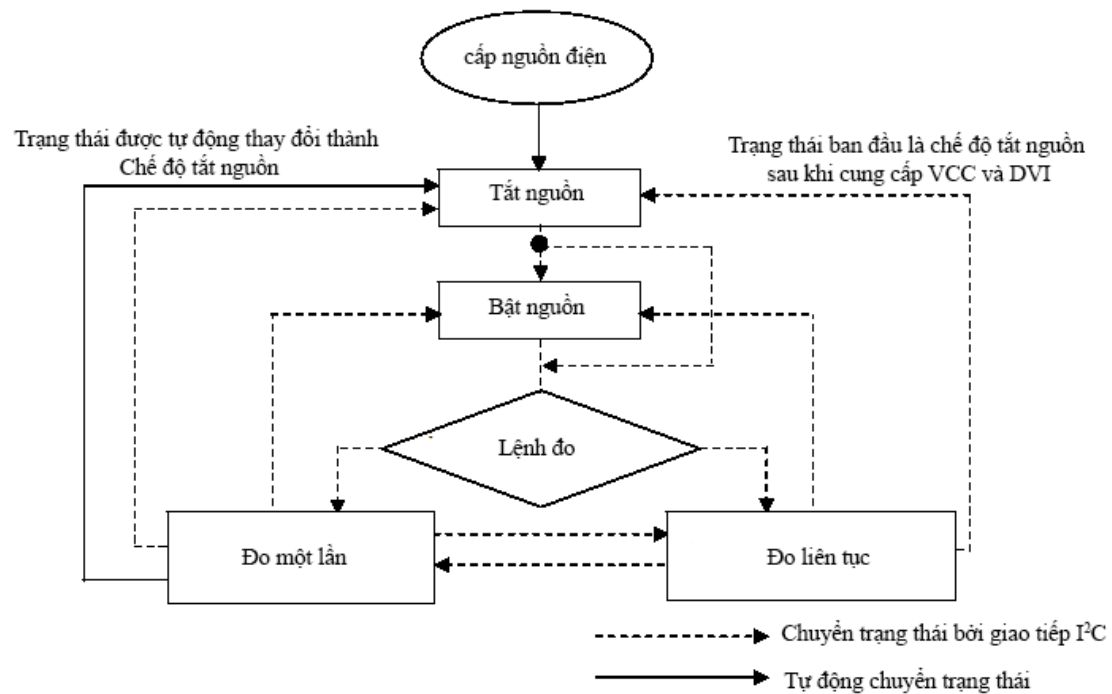 cấp nguồn điện
Trạng thái được tự động thay đổi thành
Chế độ tắt nguồn
Trạng thái ban đầu là chế độ tắt nguồn
sau khi cung cấp VCC và DVI
Tắt nguồn
Bật nguồn
Lệnh đo
Đo một lần
Đo liên tục
Chuyển trạng thái bởi giao tiếp I²C
Tự động chuyển trạng thái